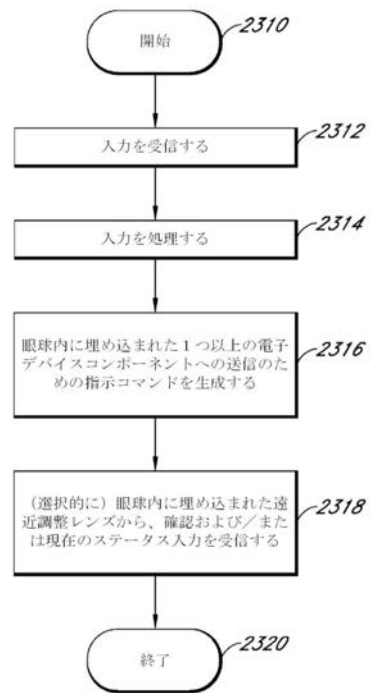 開始
2310
入力を受信する
2312
入力を処理する
2314
眼球内に埋め込まれた1つ以上の電子
デバイスコンポーネントへの送信のた
めの指示コマンドを生成する
2316
(選択的に)眼球内に埋め込まれた遠
近調整レンズから、確認および/また
は現在のステータス入力を受信する
2318
終了
2320